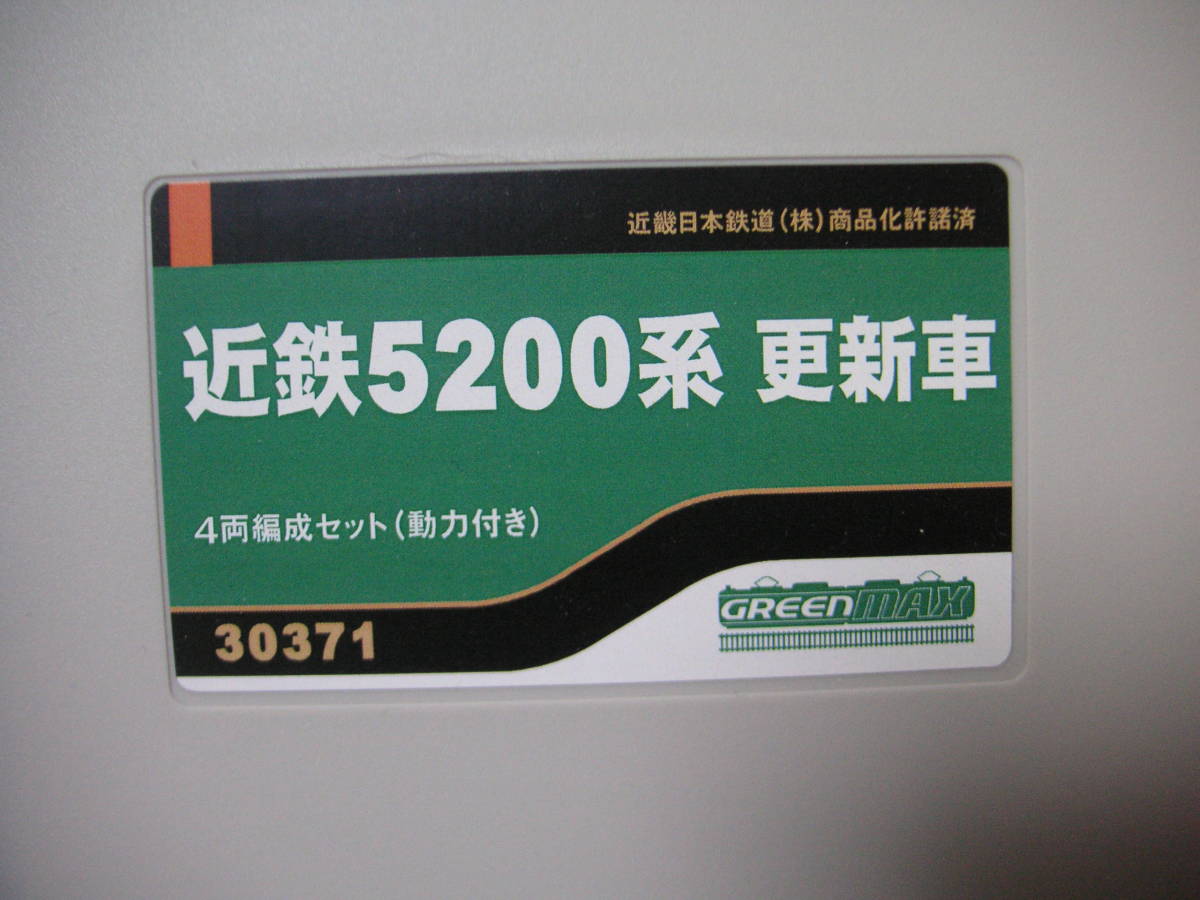 近畿日本鉄道(株)商品化許諾済
近鉄5200系 更新車
4両編成セット(動力付き)
30371
GREENMAX